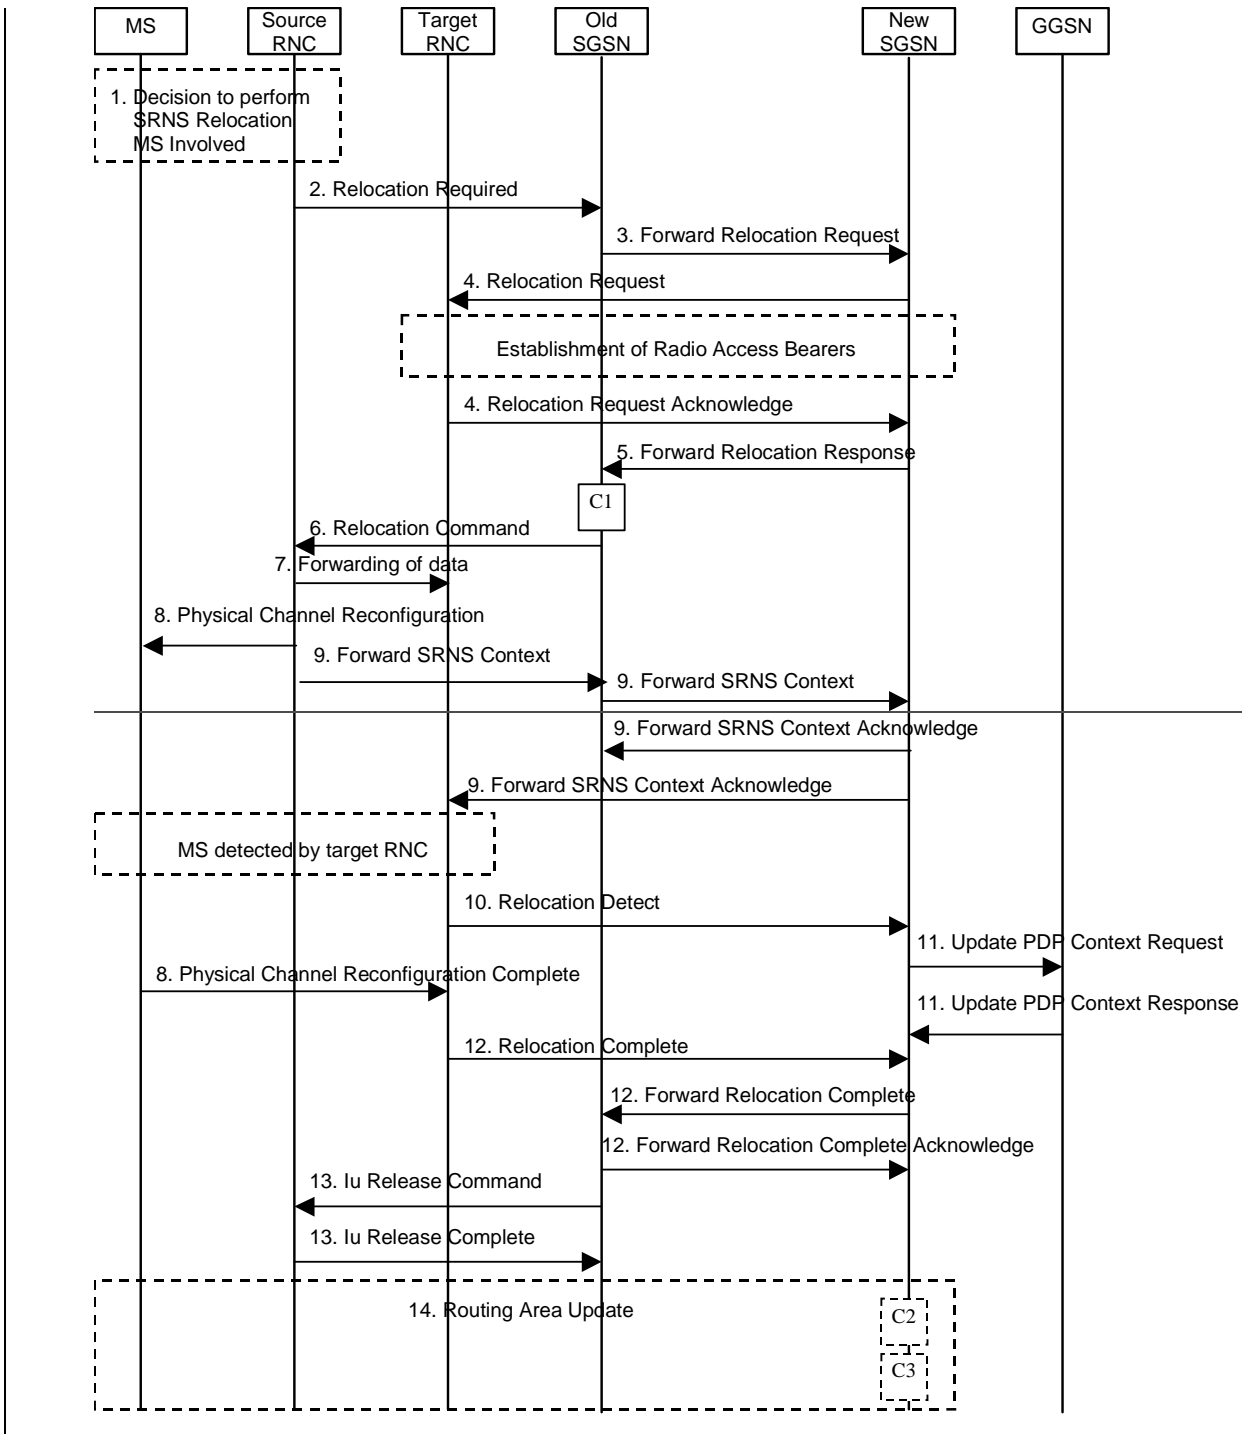 MS
Source
RNC
Target
RNC
Old
SGSN
New
SGSN
GGSN
1. Decision to perform
SRNS Relocation
MS Involved
2. Relocation Required
3. Forward Relocation Request
4. Relocation Request
Establishment of Radio Access Bearers
4. Relocation Request Acknowledge
5. Forward Relocation Response
C1
6. Relocation Command
7. Forwarding of data
8. Physical Channel Reconfiguration
9. Forward SRNS Context
9. Forward SRNS Context
9. Forward SRNS Context Acknowledge
9. Forward SRNS Context Acknowledge
MS detected by target RNC
10. Relocation Detect
11. Update PDP Context Request
8. Physical Channel Reconfiguration Complete
11. Update PDP Context Response
12. Relocation Complete
12. Forward Relocation Complete
12. Forward Relocation Complete Acknowledge
13. Iu Release Command
13. Iu Release Complete
14. Routing Area Update
C2
C3